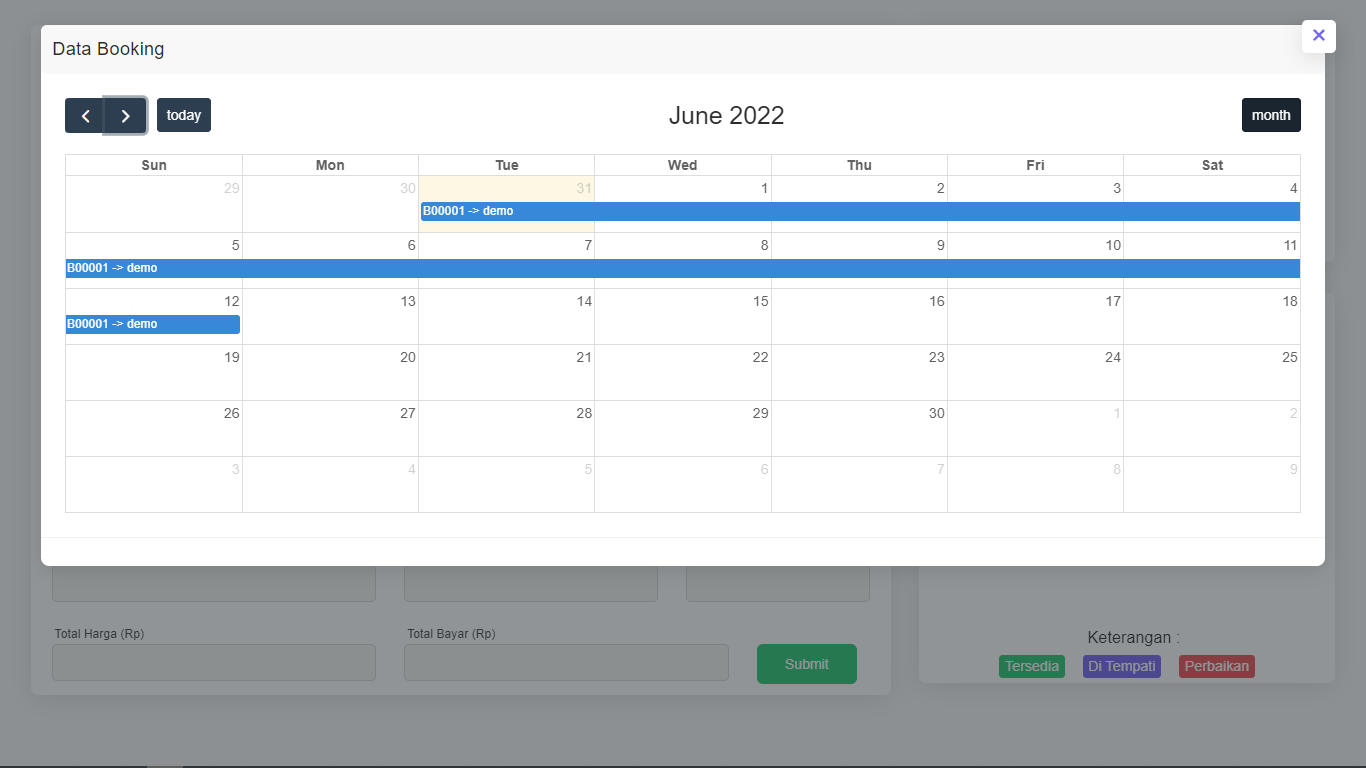 Data Booking
today
June 2022
month
Sun Mon Tue Wed Thu Fri Sat
29 30 31 1 2 3 4
B00001 -> demo
5 6 7 8 9 10 11
B00001 -> demo
12 13 14 15 16 17 18
B00001 -> demo
19 20 21 22 23 24 25
26 27 28 29 30 1 2
3 4 5 6 7 8 9
Total Harga (Rp) Total Bayar (Rp)
Submit
Keterangan :
Tersedia Di Tempati Perbaikan